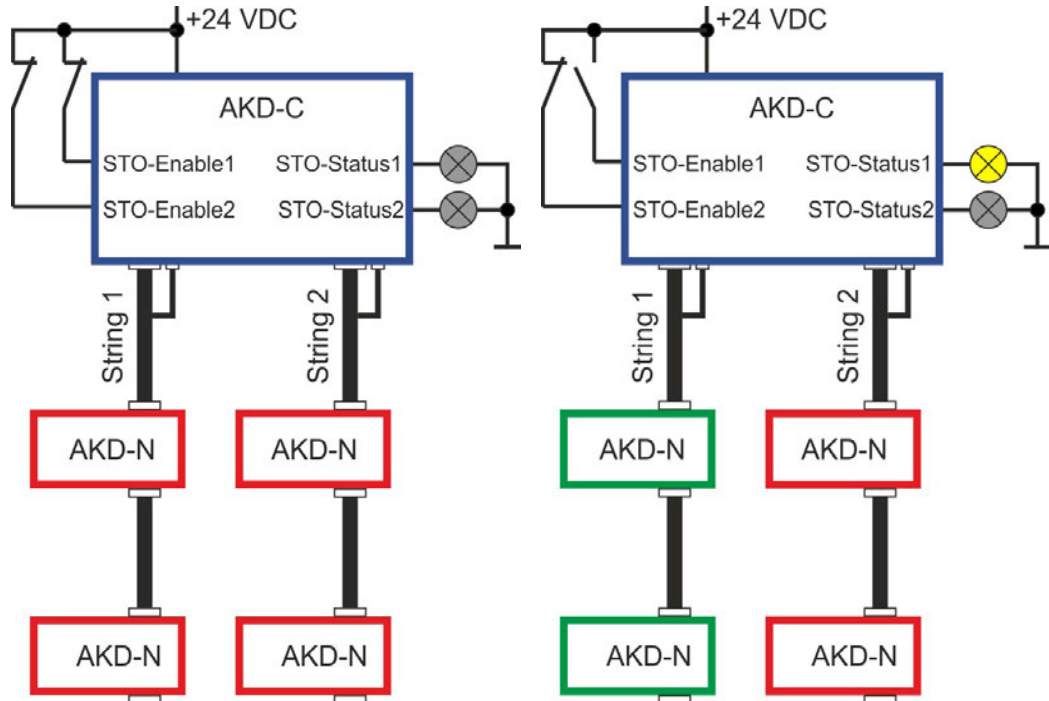 +24 VDC
AKD-C
STO-Enable1 STO-Status1
STO-Enable2 STO-Status2
String 1 String 2
AKD-N AKD-N
AKD-N AKD-N
+24 VDC
AKD-C
STO-Enable1 STO-Status1
STO-Enable2 STO-Status2
String 1 String 2
AKD-N AKD-N
AKD-N AKD-N